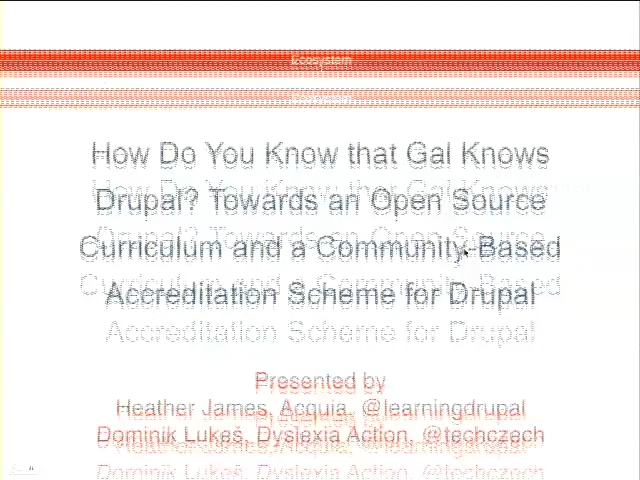 Ecosystem
How Do You Know that Gal Knows
Drupal? Towards an Open Source
Curriculum and a Community-Based
Accreditation Scheme for Drupal
Presented by
Heather James, Acquia, @learningdrupal
Dominik Lukeš, Dyslexia Action, @techczech